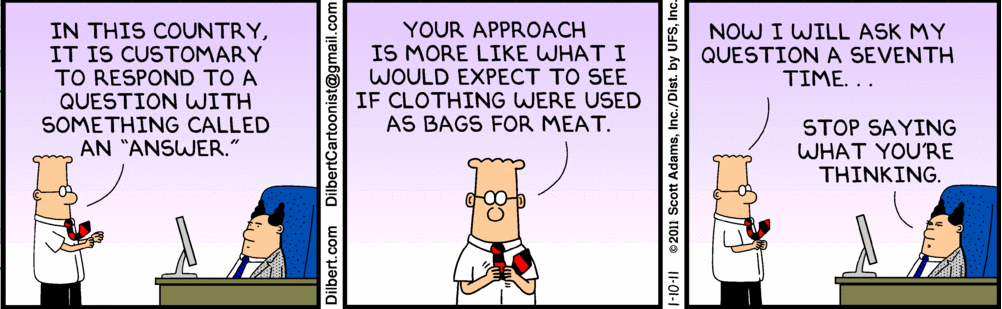 IN THIS COUNTRY,
IT IS CUSTOMARY
TO RESPOND TO A
QUESTION WITH
SOMETHING CALLED
AN "ANSWER."
Dilbert.com DilbertCartoonist@gmail.com
YOUR APPROACH
IS MORE LIKE WHAT I
WOULD EXPECT TO SEE
IF CLOTHING WERE USED
AS BAGS FOR MEAT.
1-10-11 © 2011 Scott Adams, Inc./Dist. by UFS, Inc.
NOW I WILL ASK MY
QUESTION A SEVENTH
TIME...
STOP SAYING
WHAT YOU'RE
THINKING.